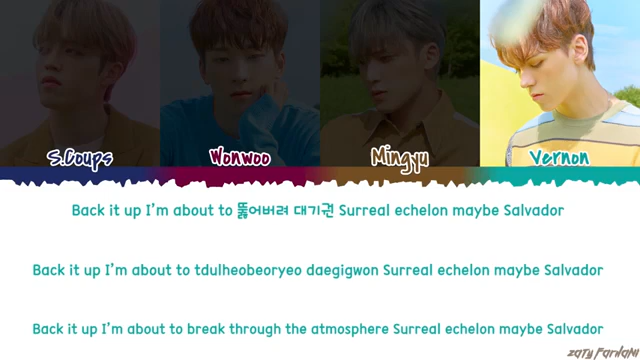 S.Coups Wonwoo Mingyu Vernon
Back it up I'm about to 뚫어버려 대기권 Surreal echelon maybe Salvador
Back it up I'm about to tdulheobeoryeo daegigwon Surreal echelon maybe Salvador
Back it up I'm about to break through the atmosphere Surreal echelon maybe Salvador
ZATY FARHANI